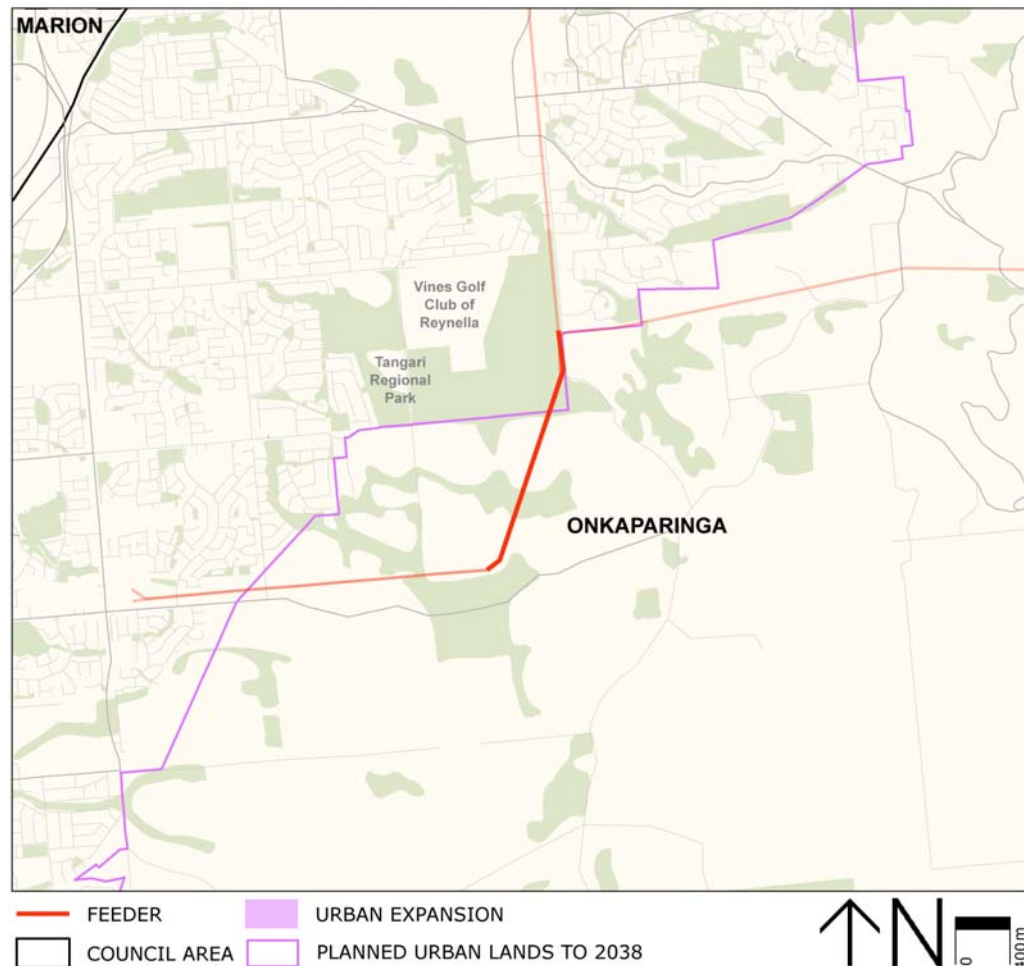 MARION
Vines Golf
Club of
Reynella
Tangari
Regional
Park
ONKAPARINGA
FEEDER
URBAN EXPANSION
COUNCIL AREA
PLANNED URBAN LANDS TO 2038
N
0
400m